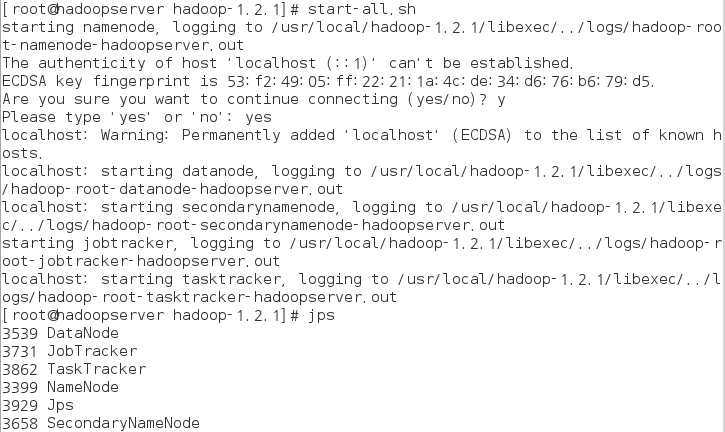 [root@hadoopserver hadoop-1.2.1]# start-all.sh
starting namenode, logging to /usr/local/hadoop-1.2.1/libexec/../logs/hadoop-roo
t-namenode-hadoopserver.out
The authenticity of host 'localhost (::1)' can't be established.
ECDSA key fingerprint is 53:f2:49:05:ff:22:21:1a:4c:de:34:d6:76:b6:79:d5.
Are you sure you want to continue connecting (yes/no)? y
Please type 'yes' or 'no': yes
localhost: Warning: Permanently added 'localhost' (ECDSA) to the list of known h
osts.
localhost: starting datanode, logging to /usr/local/hadoop-1.2.1/libexec/../logs
/hadoop-root-datanode-hadoopserver.out
localhost: starting secondarynamenode, logging to /usr/local/hadoop-1.2.1/libexe
c/../logs/hadoop-root-secondarynamenode-hadoopserver.out
starting jobtracker, logging to /usr/local/hadoop-1.2.1/libexec/../logs/hadoop-r
oot-jobtracker-hadoopserver.out
localhost: starting tasktracker, logging to /usr/local/hadoop-1.2.1/libexec/../l
ogs/hadoop-root-tasktracker-hadoopserver.out
[root@hadoopserver hadoop-1.2.1]# jps
3539 DataNode
3731 JobTracker
3862 TaskTracker
3399 NameNode
3929 Jps
3658 SecondaryNameNode